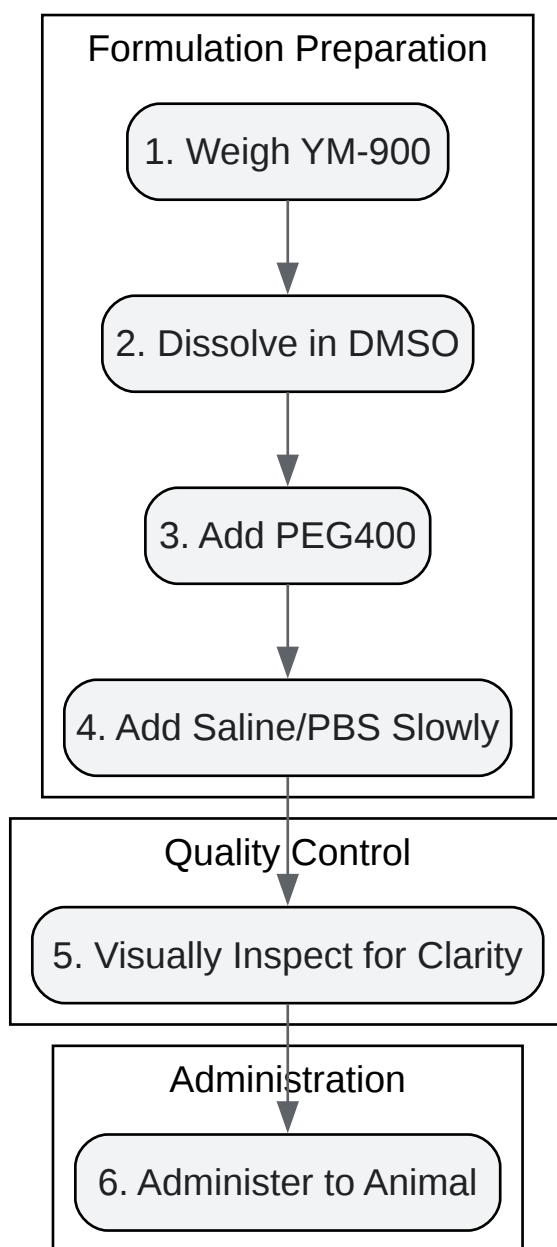 Formulation Preparation
1. Weigh YM-900
2. Dissolve in DMSO
3. Add PEG400
4. Add Saline/PBS Slowly
Quality Control
5. Visually Inspect for Clarity
Administration
6. Administer to Animal